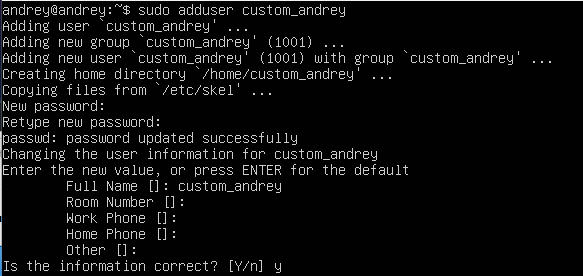 andrey@andrey:~$ sudo adduser custom_andrey
Adding user `custom_andrey' ...
Adding new group `custom_andrey' (1001) ...
Adding new user `custom_andrey' (1001) with group `custom_andrey' ...
Creating home directory `/home/custom_andrey' ...
Copying files from `/etc/skel' ...
New password:
Retype new password:
passwd: password updated successfully
Changing the user information for custom_andrey
Enter the new value, or press ENTER for the default
Full Name []: custom_andrey
Room Number []:
Work Phone []:
Home Phone []:
Other []:
Is the information correct? [Y/n] y